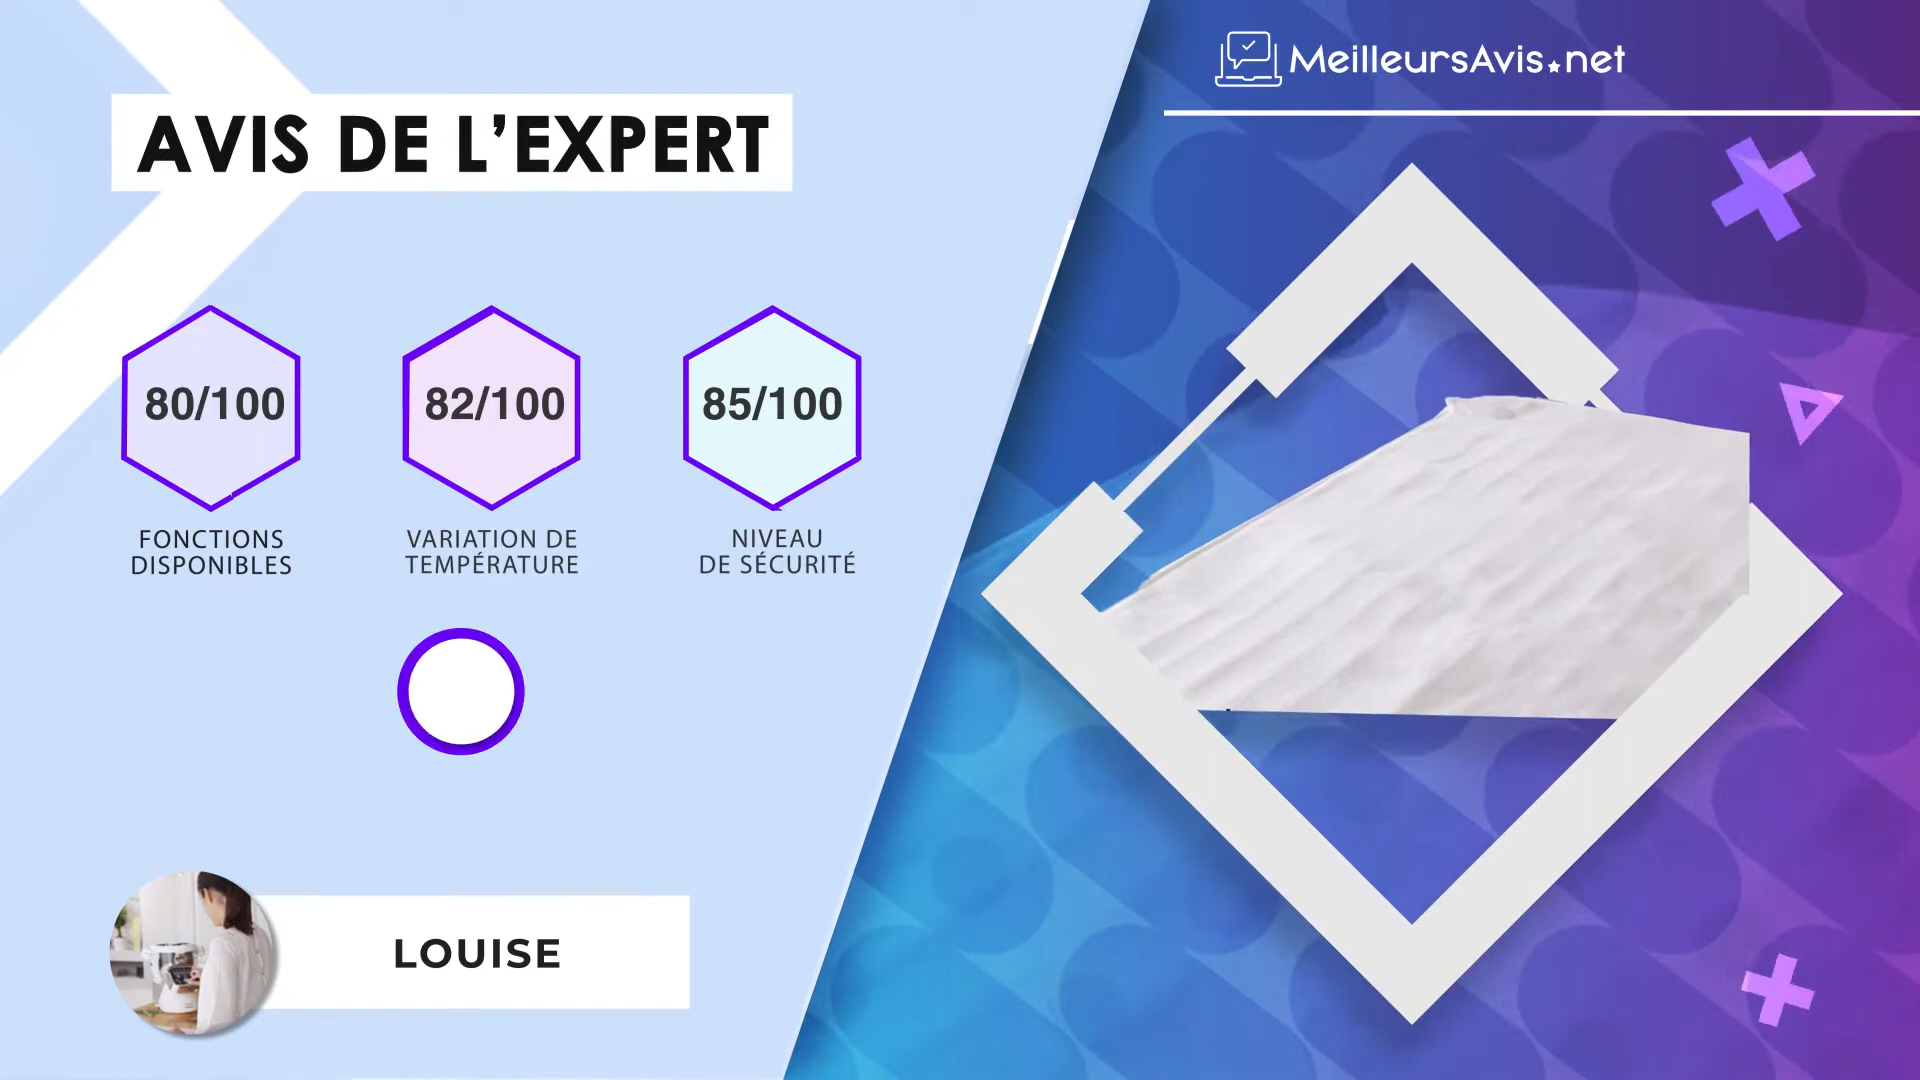 MeilleursAvis.net
AVIS DE L’EXPERT
80/100
82/100
85/100
FONCTIONS
DISPONIBLES
VARIATION DE
TEMPÉRATURE
NIVEAU
DE SÉCURITÉ
LOUISE